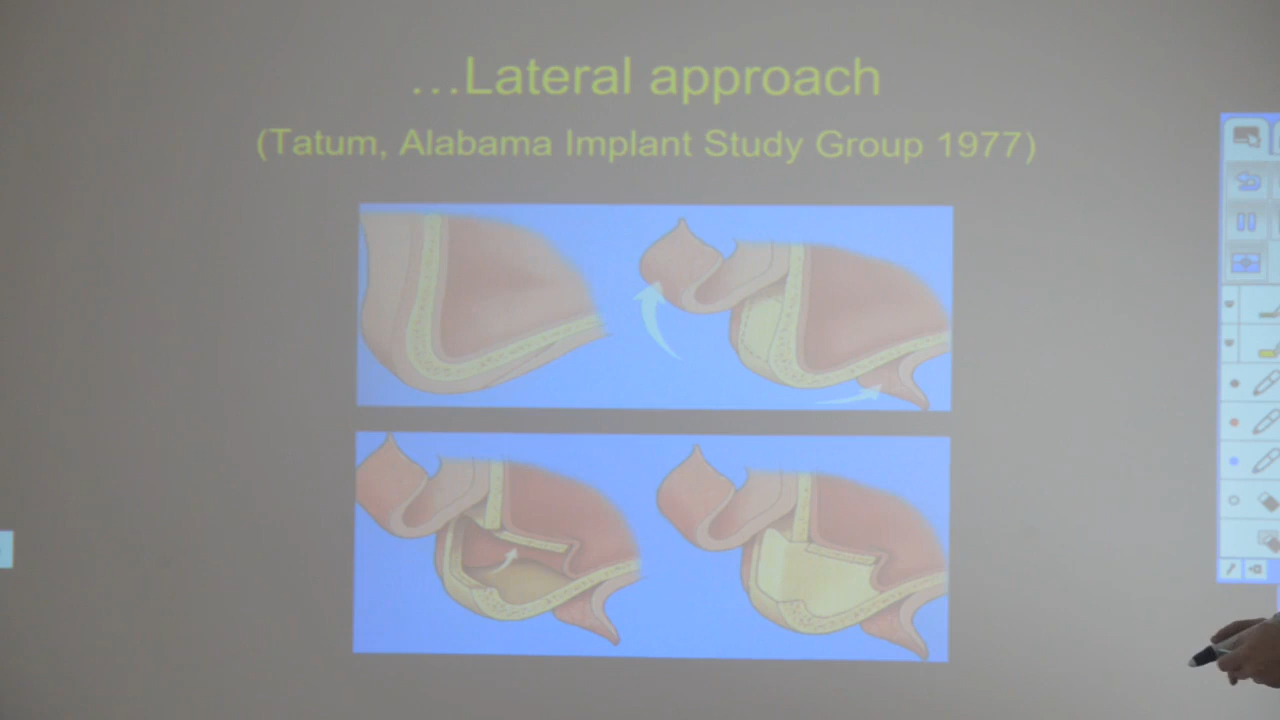 …Lateral approach
(Tatum, Alabama Implant Study Group 1977)